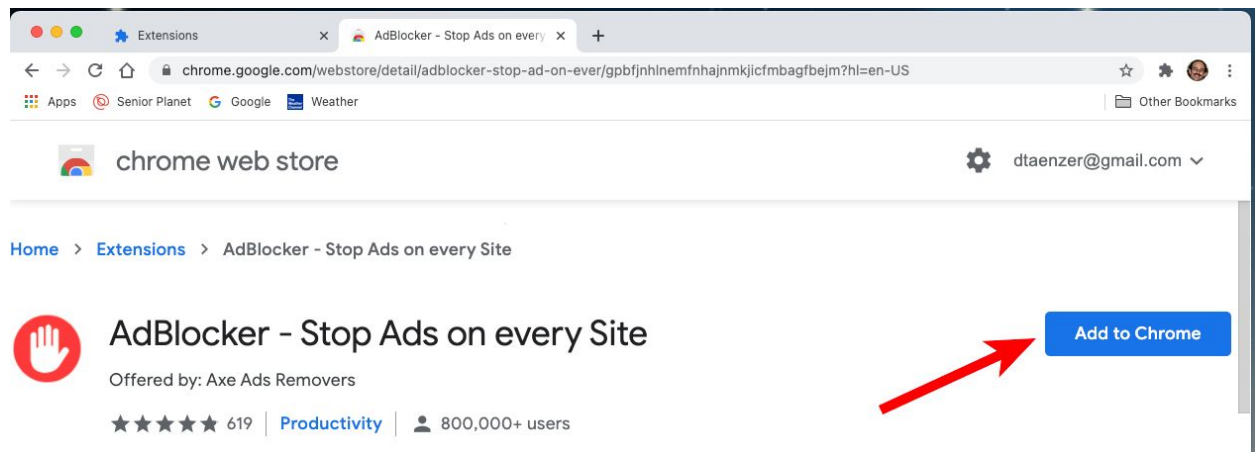 Extensions
AdBlocker - Stop Ads on every
chrome.google.com/webstore/detail/adblocker-stop-ad-on-ever/gpbfjnhlnemfnhajnmkjicfmbagfbejm?hl=en-US
Apps Senior Planet Google Weather Other Bookmarks
chrome web store dtaenzer@gmail.com
Home > Extensions > AdBlocker - Stop Ads on every Site
AdBlocker - Stop Ads on every Site Add to Chrome
Offered by: Axe Ads Removers
619 | Productivity | 800,000+ users